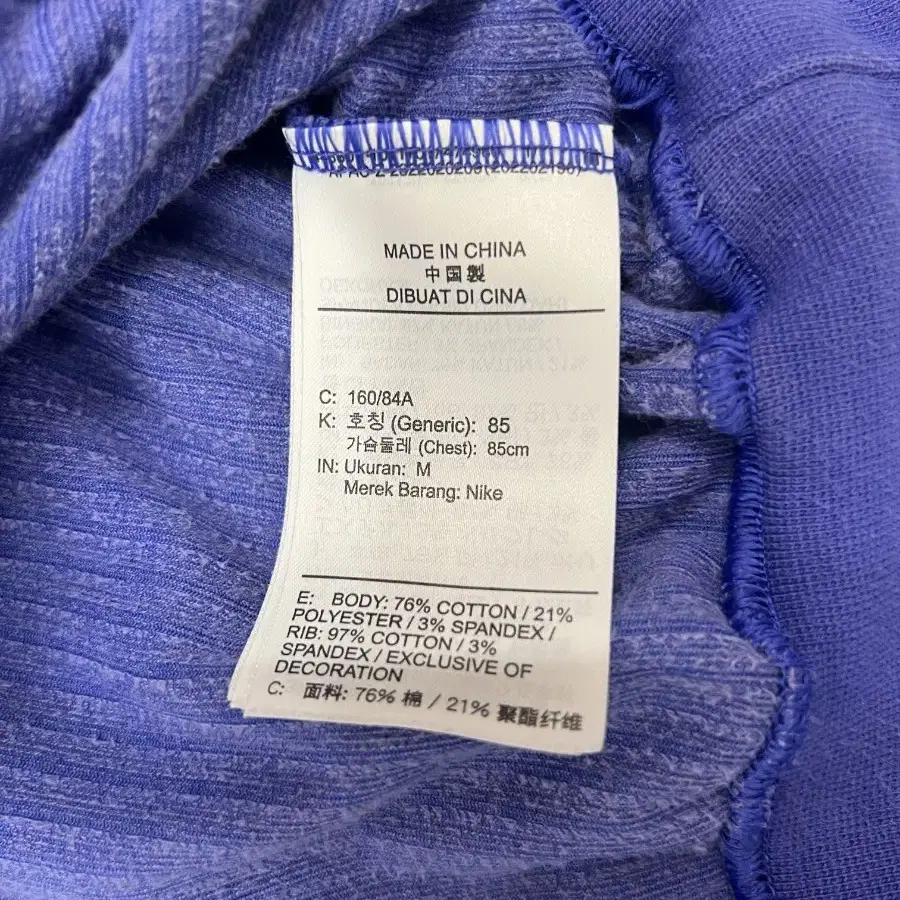 MADE IN CHINA
中国製
DIBUAT DI CINA
C: 160/84A
K: 호칭 (Generic): 85
가슴둘레 (Chest): 85cm
IN: Ukuran: M
Merek Barang: Nike
E: BODY: 76% COTTON / 21%
POLYESTER / 3% SPANDEX /
RIB: 97% COTTON / 3%
SPANDEX / EXCLUSIVE OF
DECORATION
C: 面料: 76% 棉 / 21% 聚酯纤维